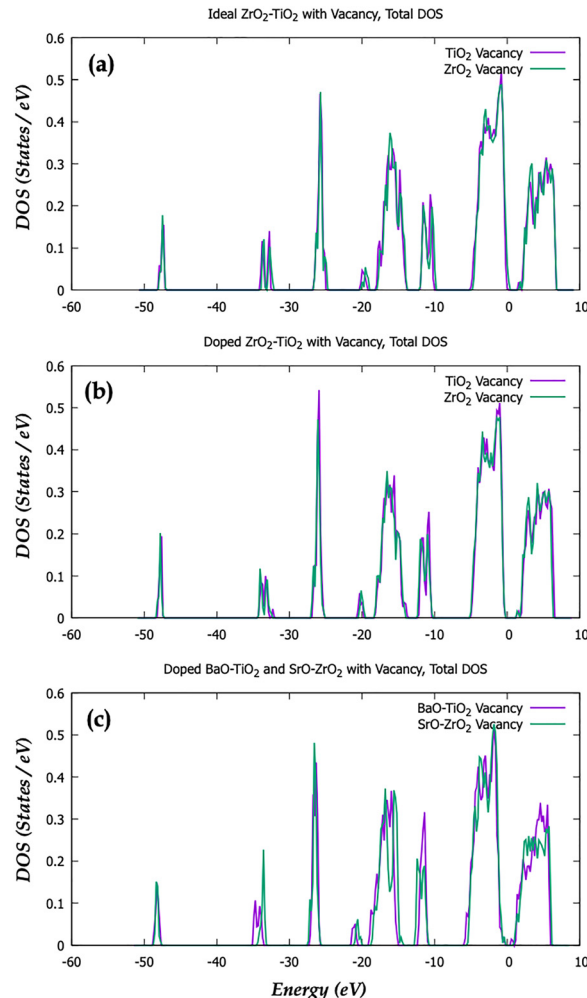 Ideal ZrO2-TiO2 with Vacancy, Total DOS
(a)
TiO2 Vacancy
ZrO2 Vacancy
DOS (States / eV)
0.6
0.5
0.4
0.3
0.2
0.1
0
-60 -50 -40 -30 -20 -10 0 10
Doped ZrO2-TiO2 with Vacancy, Total DOS
(b)
TiO2 Vacancy
ZrO2 Vacancy
DOS (States / eV)
0.6
0.5
0.4
0.3
0.2
0.1
0
-60 -50 -40 -30 -20 -10 0 10
Doped BaO-TiO2 and SrO-ZrO2 with Vacancy, Total DOS
(c)
BaO-TiO2 Vacancy
SrO-ZrO2 Vacancy
DOS (States / eV)
0.6
0.5
0.4
0.3
0.2
0.1
0
-60 -50 -40 -30 -20 -10 0 10
Energy (eV)